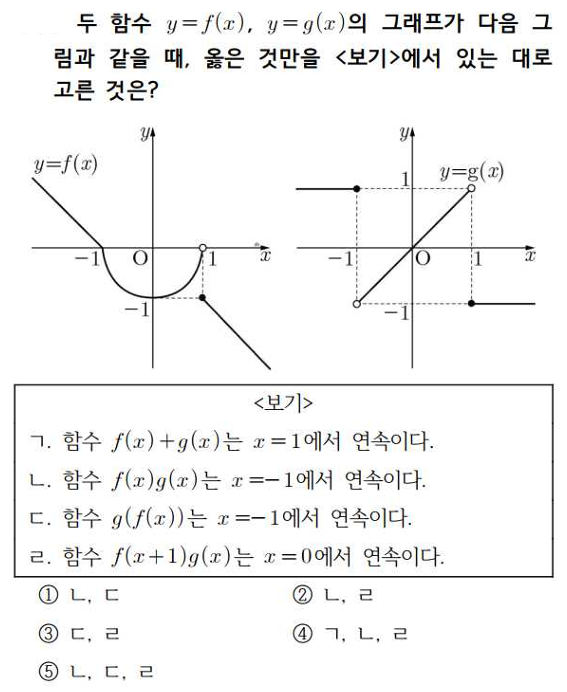 두 함수 y=f(x), y=g(x)의 그래프가 다음 그
림과 같을 때, 옳은 것만을 <보기>에서 있는 대로
고른 것은?
y
y=f(x)
-1
O
1
x
-1
y
1
y=g(x)
-1
O
1
x
-1
<보기>
ㄱ. 함수 f(x)+g(x)는 x=1에서 연속이다.
ㄴ. 함수 f(x)g(x)는 x=-1에서 연속이다.
ㄷ. 함수 g(f(x))는 x=-1에서 연속이다.
ㄹ. 함수 f(x+1)g(x)는 x=0에서 연속이다.
① ㄴ, ㄷ ② ㄴ, ㄹ
③ ㄷ, ㄹ ④ ㄱ, ㄴ, ㄹ
⑤ ㄴ, ㄷ, ㄹ